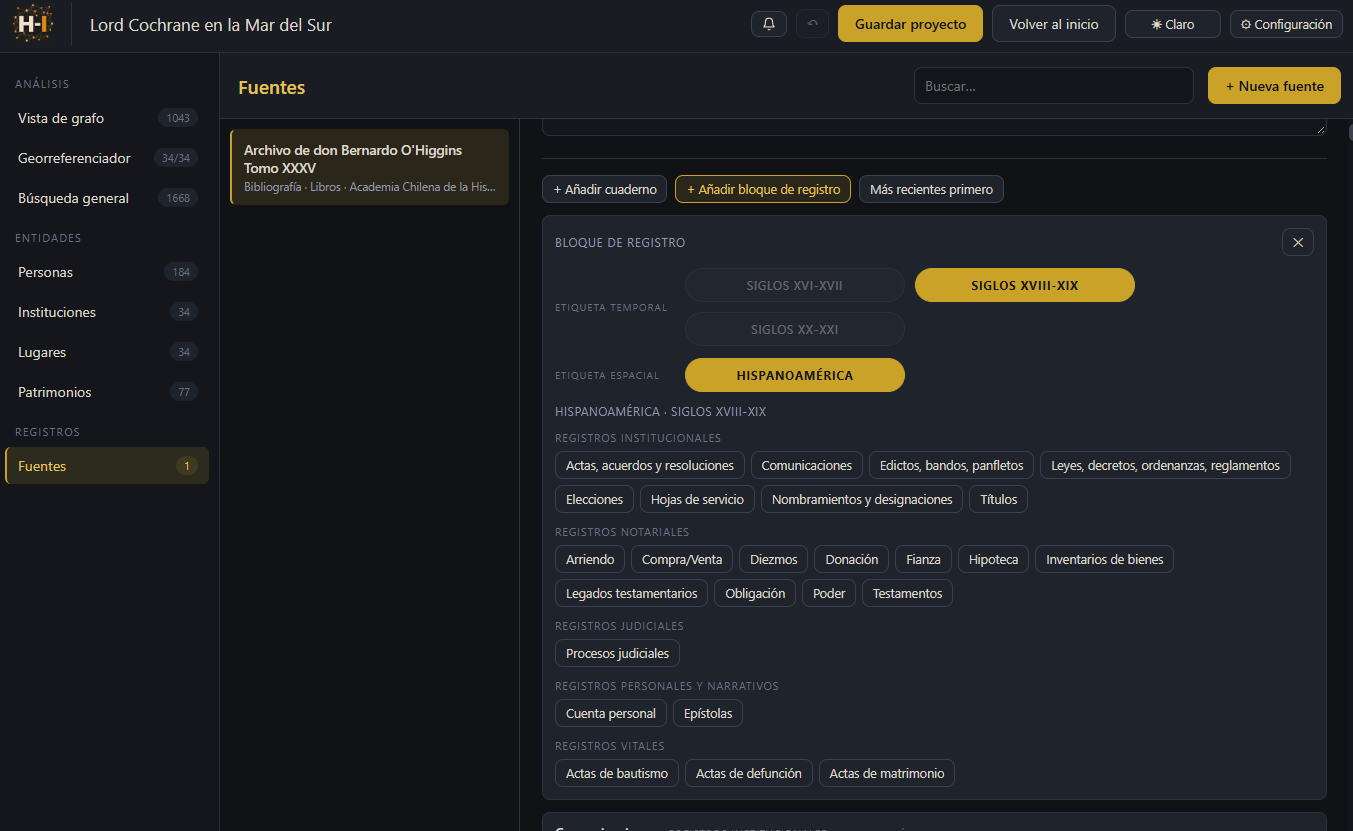 H-I
Lord Cochrane en la Mar del Sur
Guardar proyecto
Volver al inicio
☀ Claro
⚙ Configuración
ANÁLISIS
Vista de grafo 1043
Georreferenciador 34/34
Búsqueda general 1668
ENTIDADES
Personas 184
Instituciones 34
Lugares 34
Patrimonios 77
REGISTROS
Fuentes 1
Fuentes
Buscar...
+ Nueva fuente
Archivo de don Bernardo O'Higgins
Tomo XXXV
Bibliografía · Libros · Academia Chilena de la His...
+ Añadir cuaderno
+ Añadir bloque de registro
Más recientes primero
BLOQUE DE REGISTRO
ETIQUETA TEMPORAL
SIGLOS XVI-XVII
SIGLOS XVIII-XIX
SIGLOS XX-XXI
ETIQUETA ESPACIAL
HISPANOAMÉRICA
HISPANOAMÉRICA · SIGLOS XVIII-XIX
REGISTROS INSTITUCIONALES
Actas, acuerdos y resoluciones
Comunicaciones
Edictos, bandos, panfletos
Leyes, decretos, ordenanzas, reglamentos
Elecciones
Hojas de servicio
Nombramientos y designaciones
Títulos
REGISTROS NOTARIALES
Arriendo
Compra/Venta
Diezmos
Donación
Fianza
Hipoteca
Inventarios de bienes
Legados testamentarios
Obligación
Poder
Testamentos
REGISTROS JUDICIALES
Procesos judiciales
REGISTROS PERSONALES Y NARRATIVOS
Cuenta personal
Epístolas
REGISTROS VITALES
Actas de bautismo
Actas de defunción
Actas de matrimonio